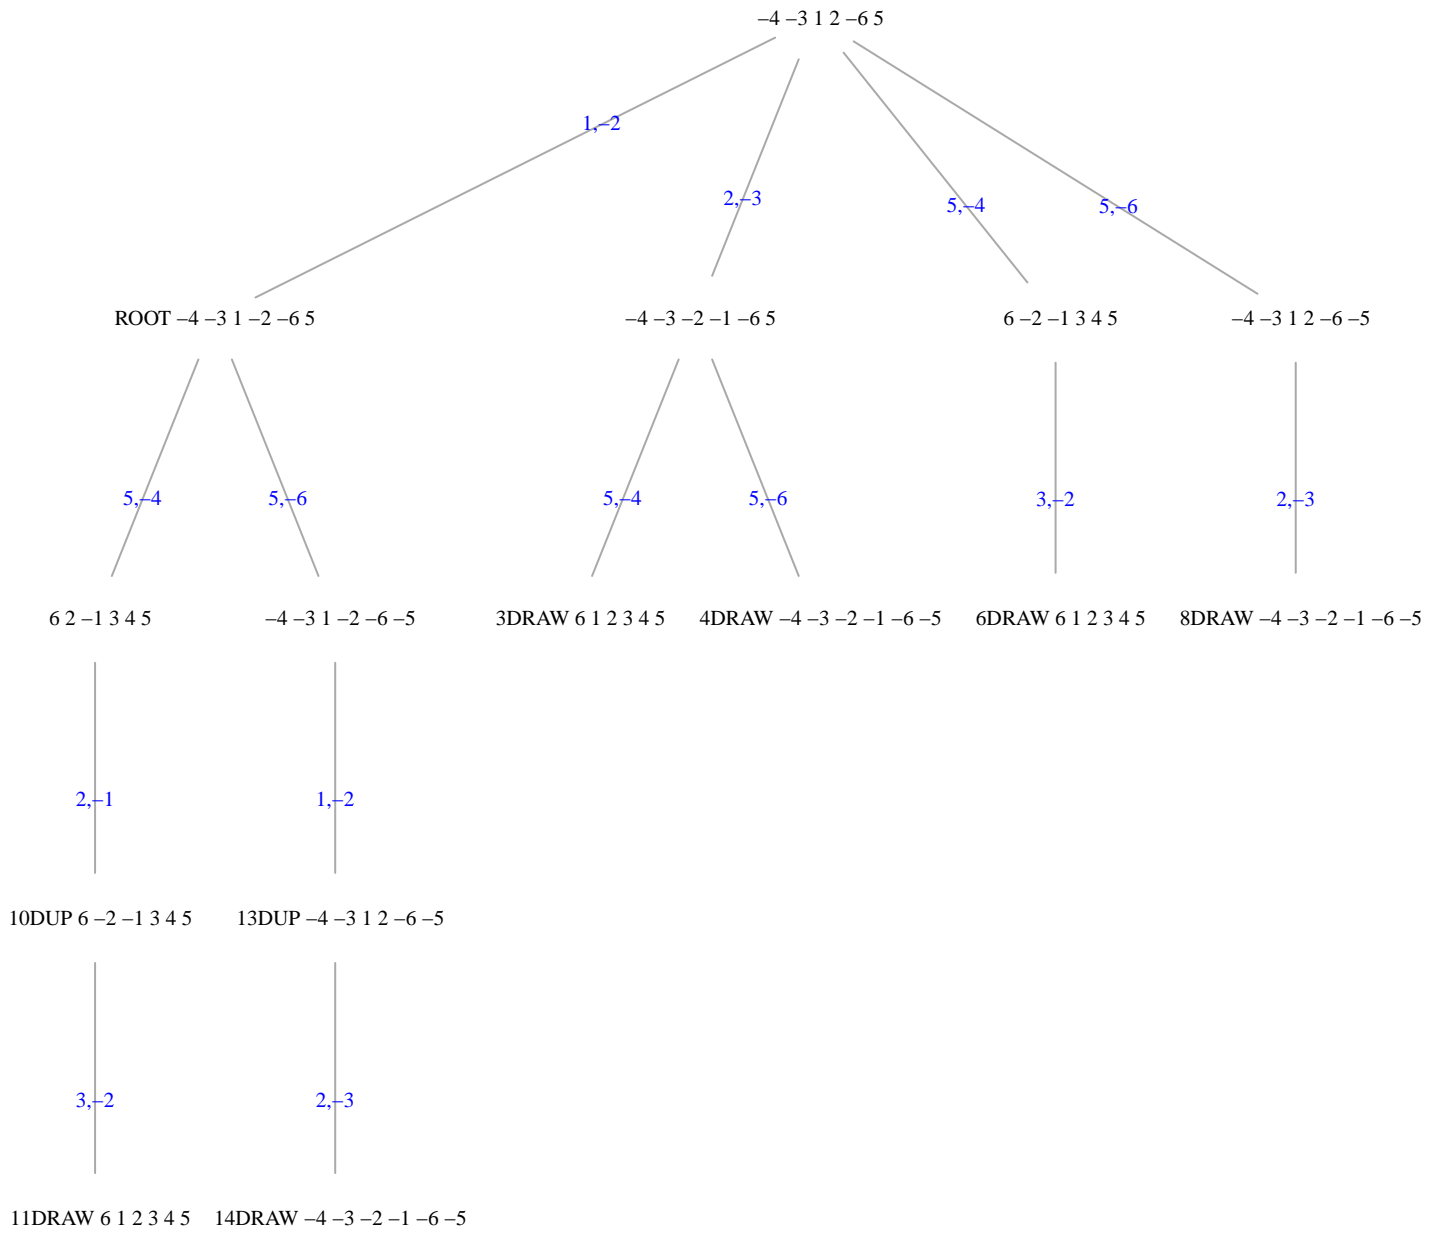 –4 –3 1 2 –6 5
1,–2
2,–3
5,–4
5,–6
ROOT –4 –3 1 –2 –6 5
–4 –3 –2 –1 –6 5
6 –2 –1 3 4 5
–4 –3 1 2 –6 –5
5,–4
5,–6
5,–4
5,–6
3,–2
2,–3
6 2 –1 3 4 5
–4 –3 1 –2 –6 –5
3DRAW 6 1 2 3 4 5
4DRAW –4 –3 –2 –1 –6 –5
6DRAW 6 1 2 3 4 5
8DRAW –4 –3 –2 –1 –6 –5
2,–1
1,–2
10DUP 6 –2 –1 3 4 5
13DUP –4 –3 1 2 –6 –5
3,–2
2,–3
11DRAW 6 1 2 3 4 5
14DRAW –4 –3 –2 –1 –6 –5